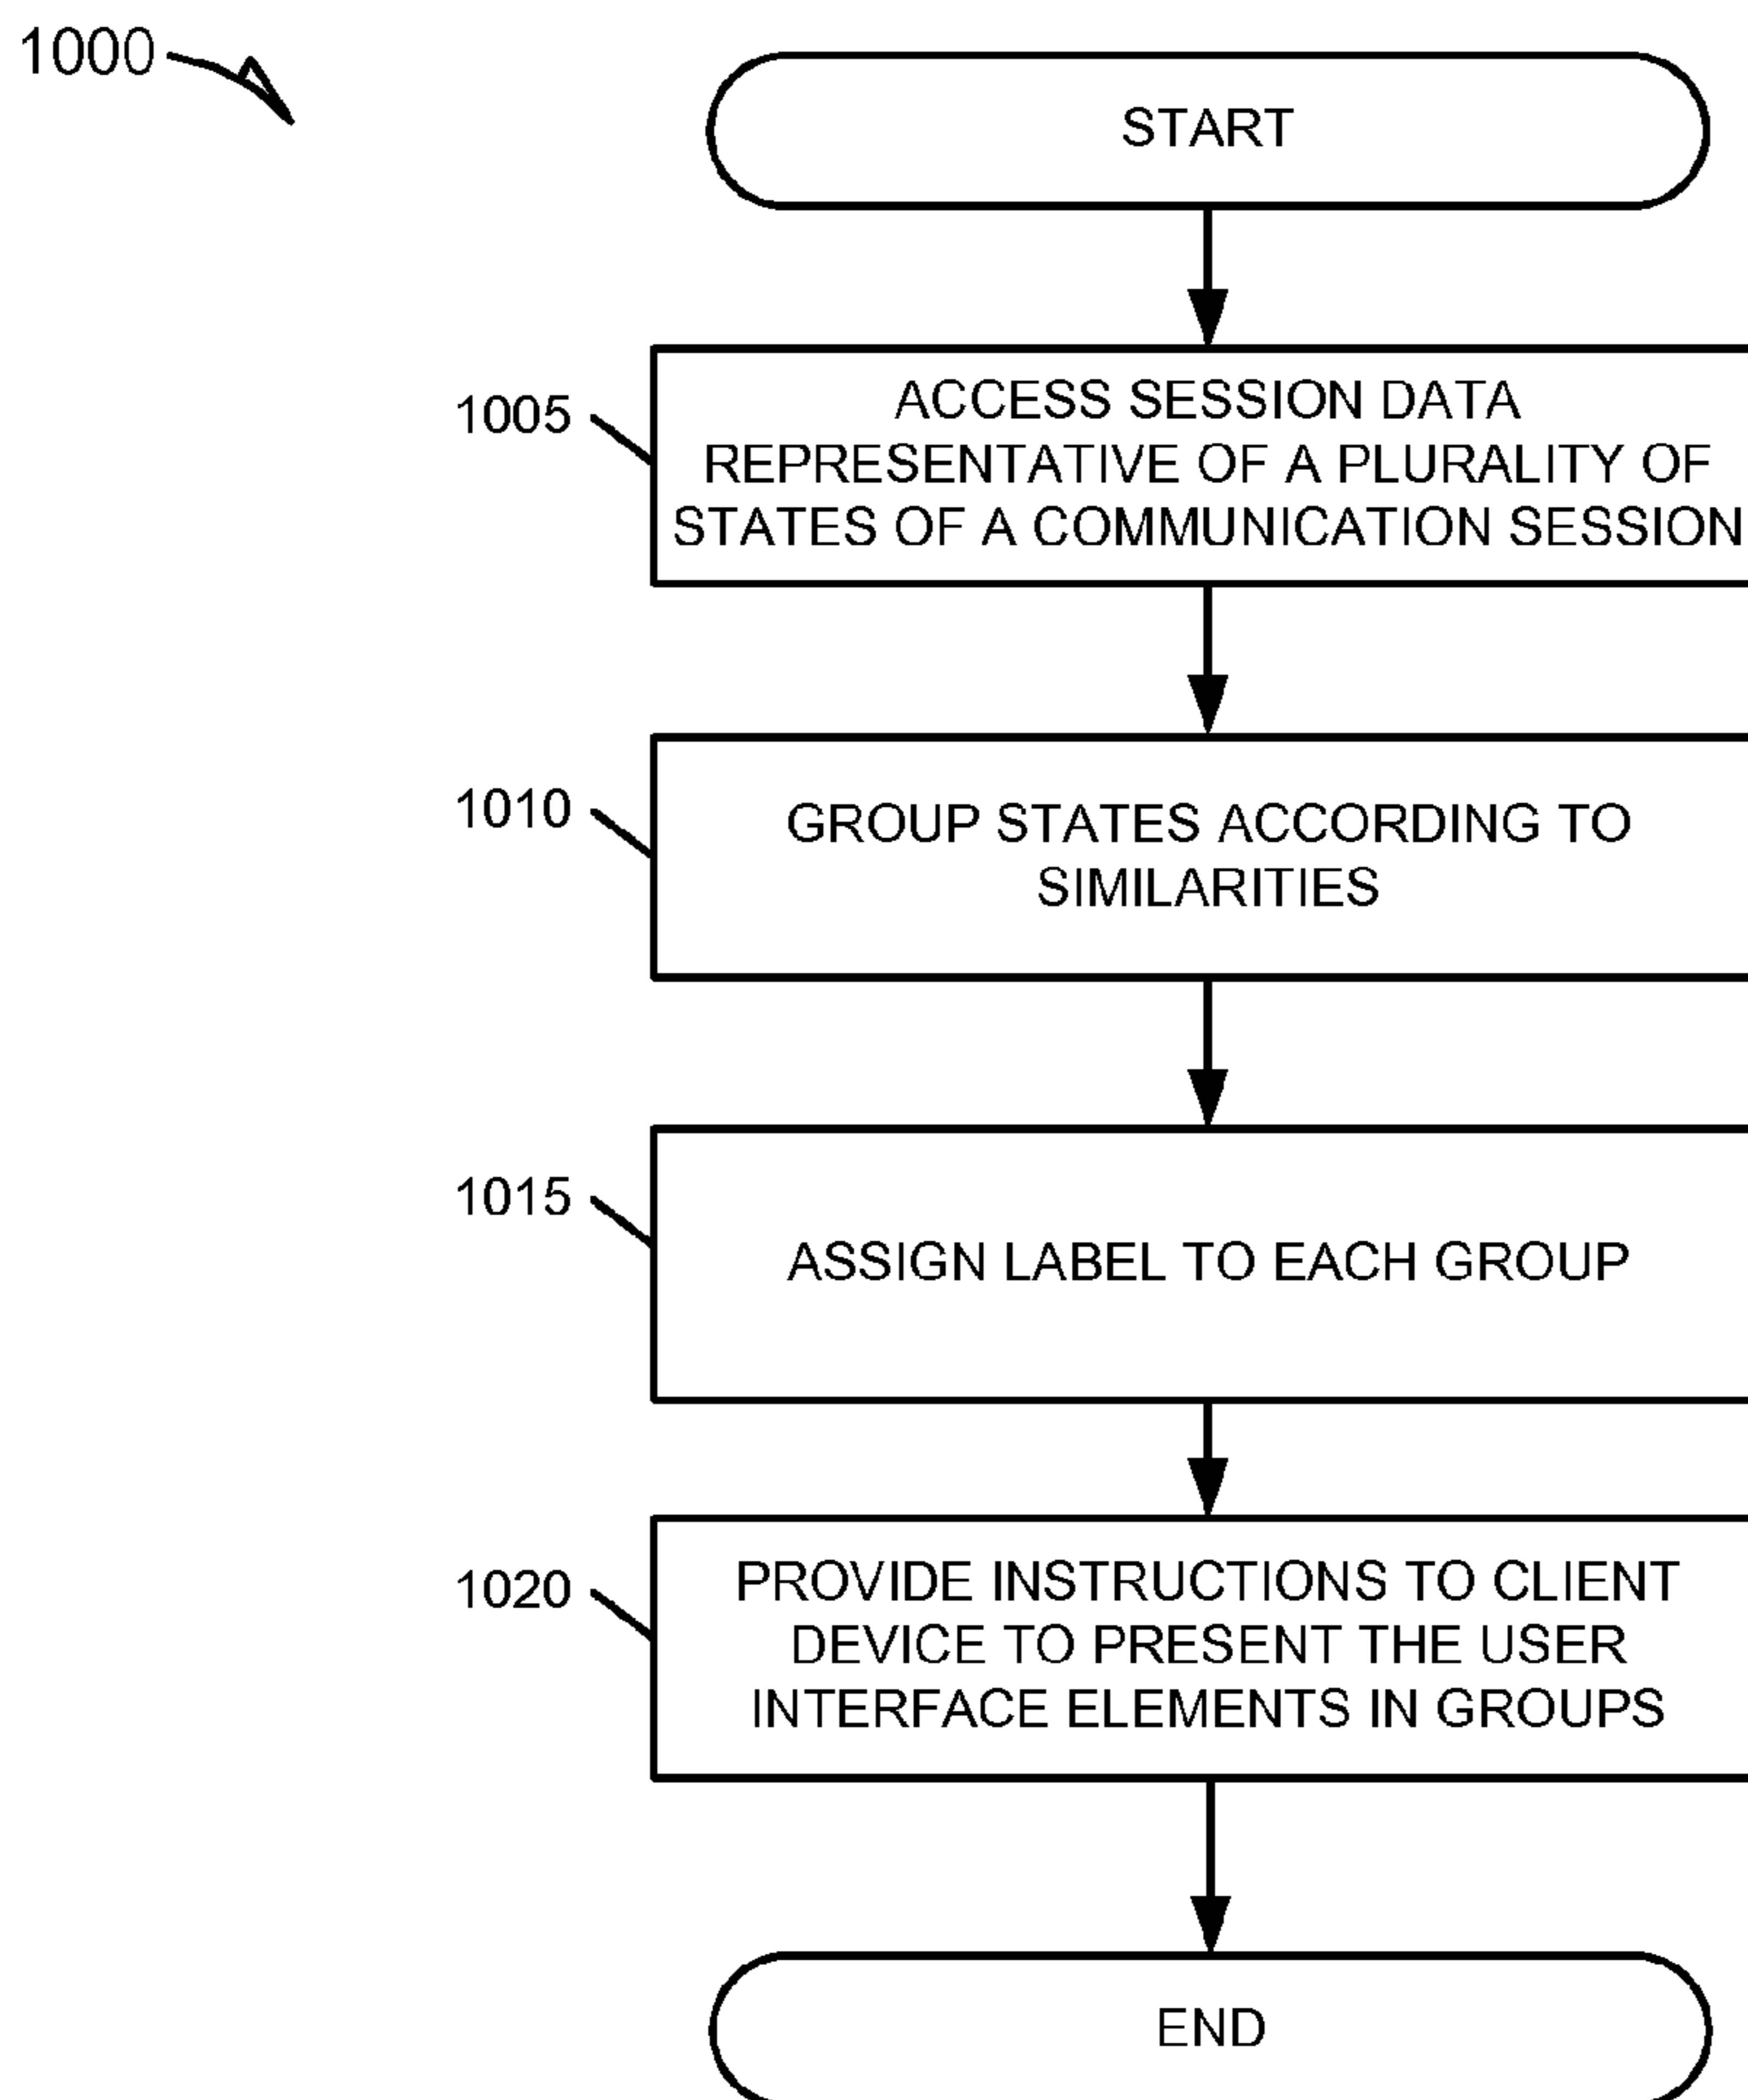 1000
START
1005
ACCESS SESSION DATA
REPRESENTATIVE OF A PLURALITY OF
STATES OF A COMMUNICATION SESSION
1010
GROUP STATES ACCORDING TO
SIMILARITIES
1015
ASSIGN LABEL TO EACH GROUP
1020
PROVIDE INSTRUCTIONS TO CLIENT
DEVICE TO PRESENT THE USER
INTERFACE ELEMENTS IN GROUPS
END